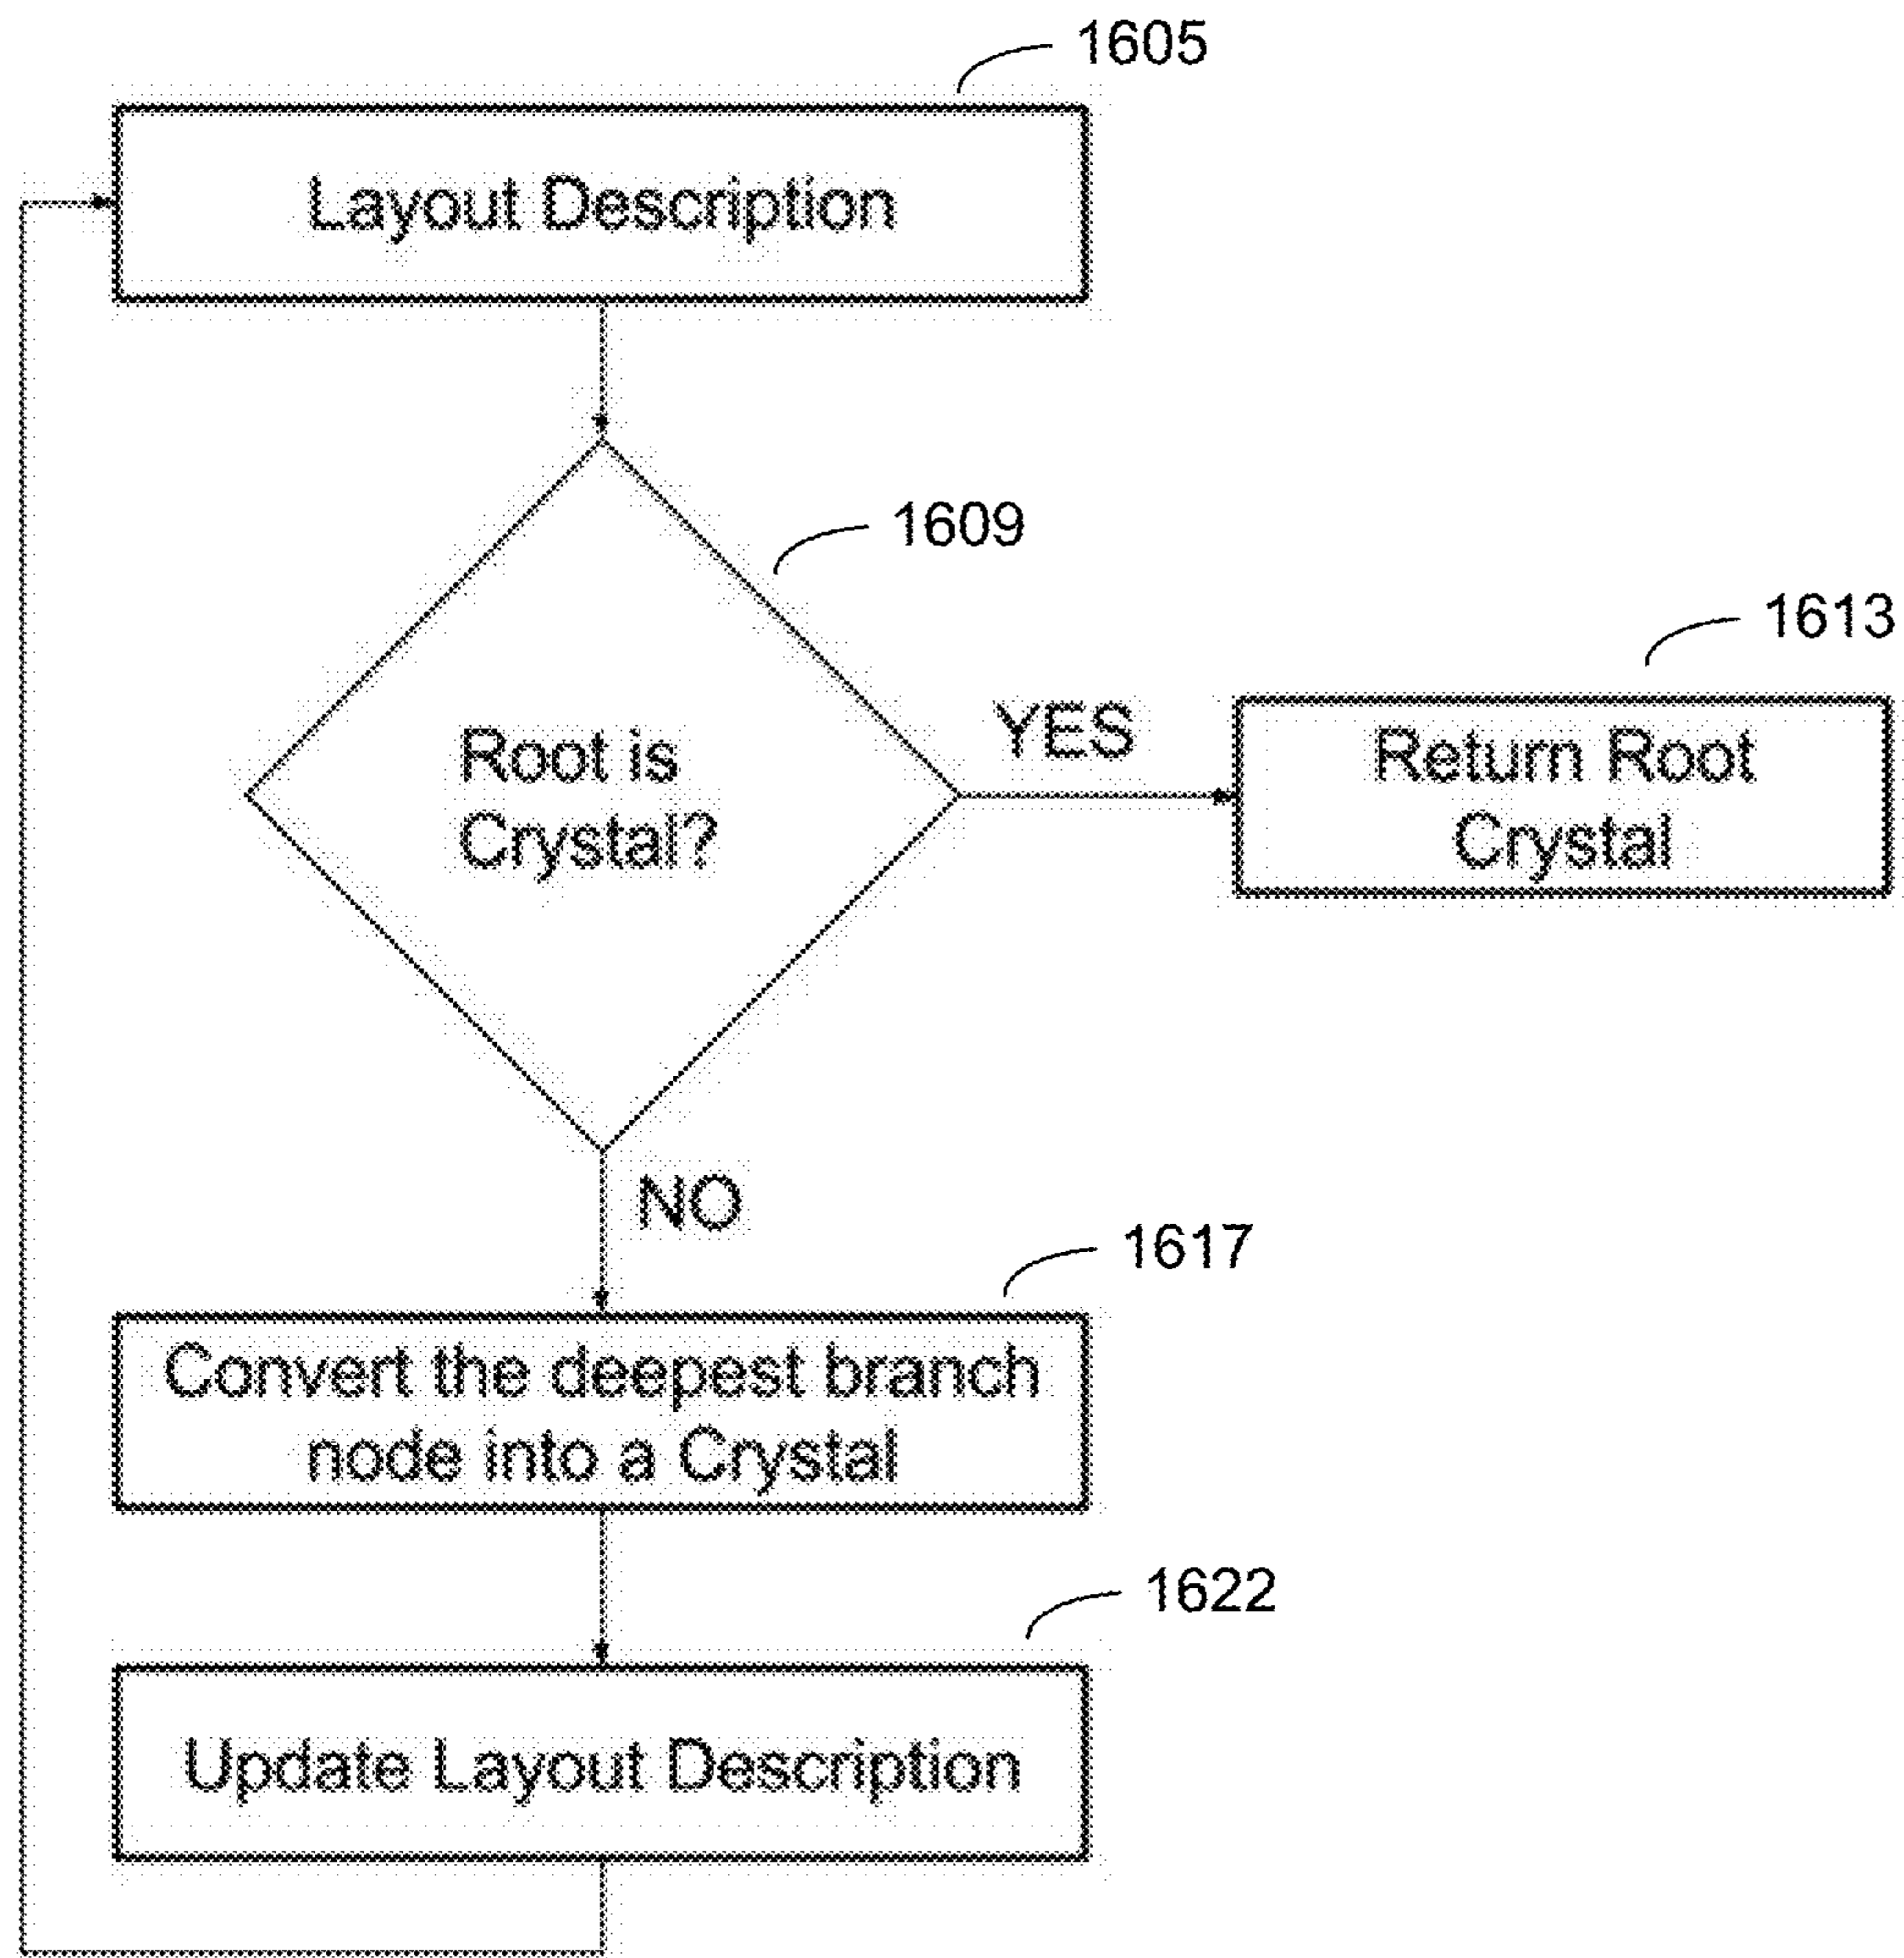 1605
Layout Description
1609
Root is
Crystal?
YES
1613
Return Root
Crystal
NO
1617
Convert the deepest branch
node into a Crystal
1622
Update Layout Description